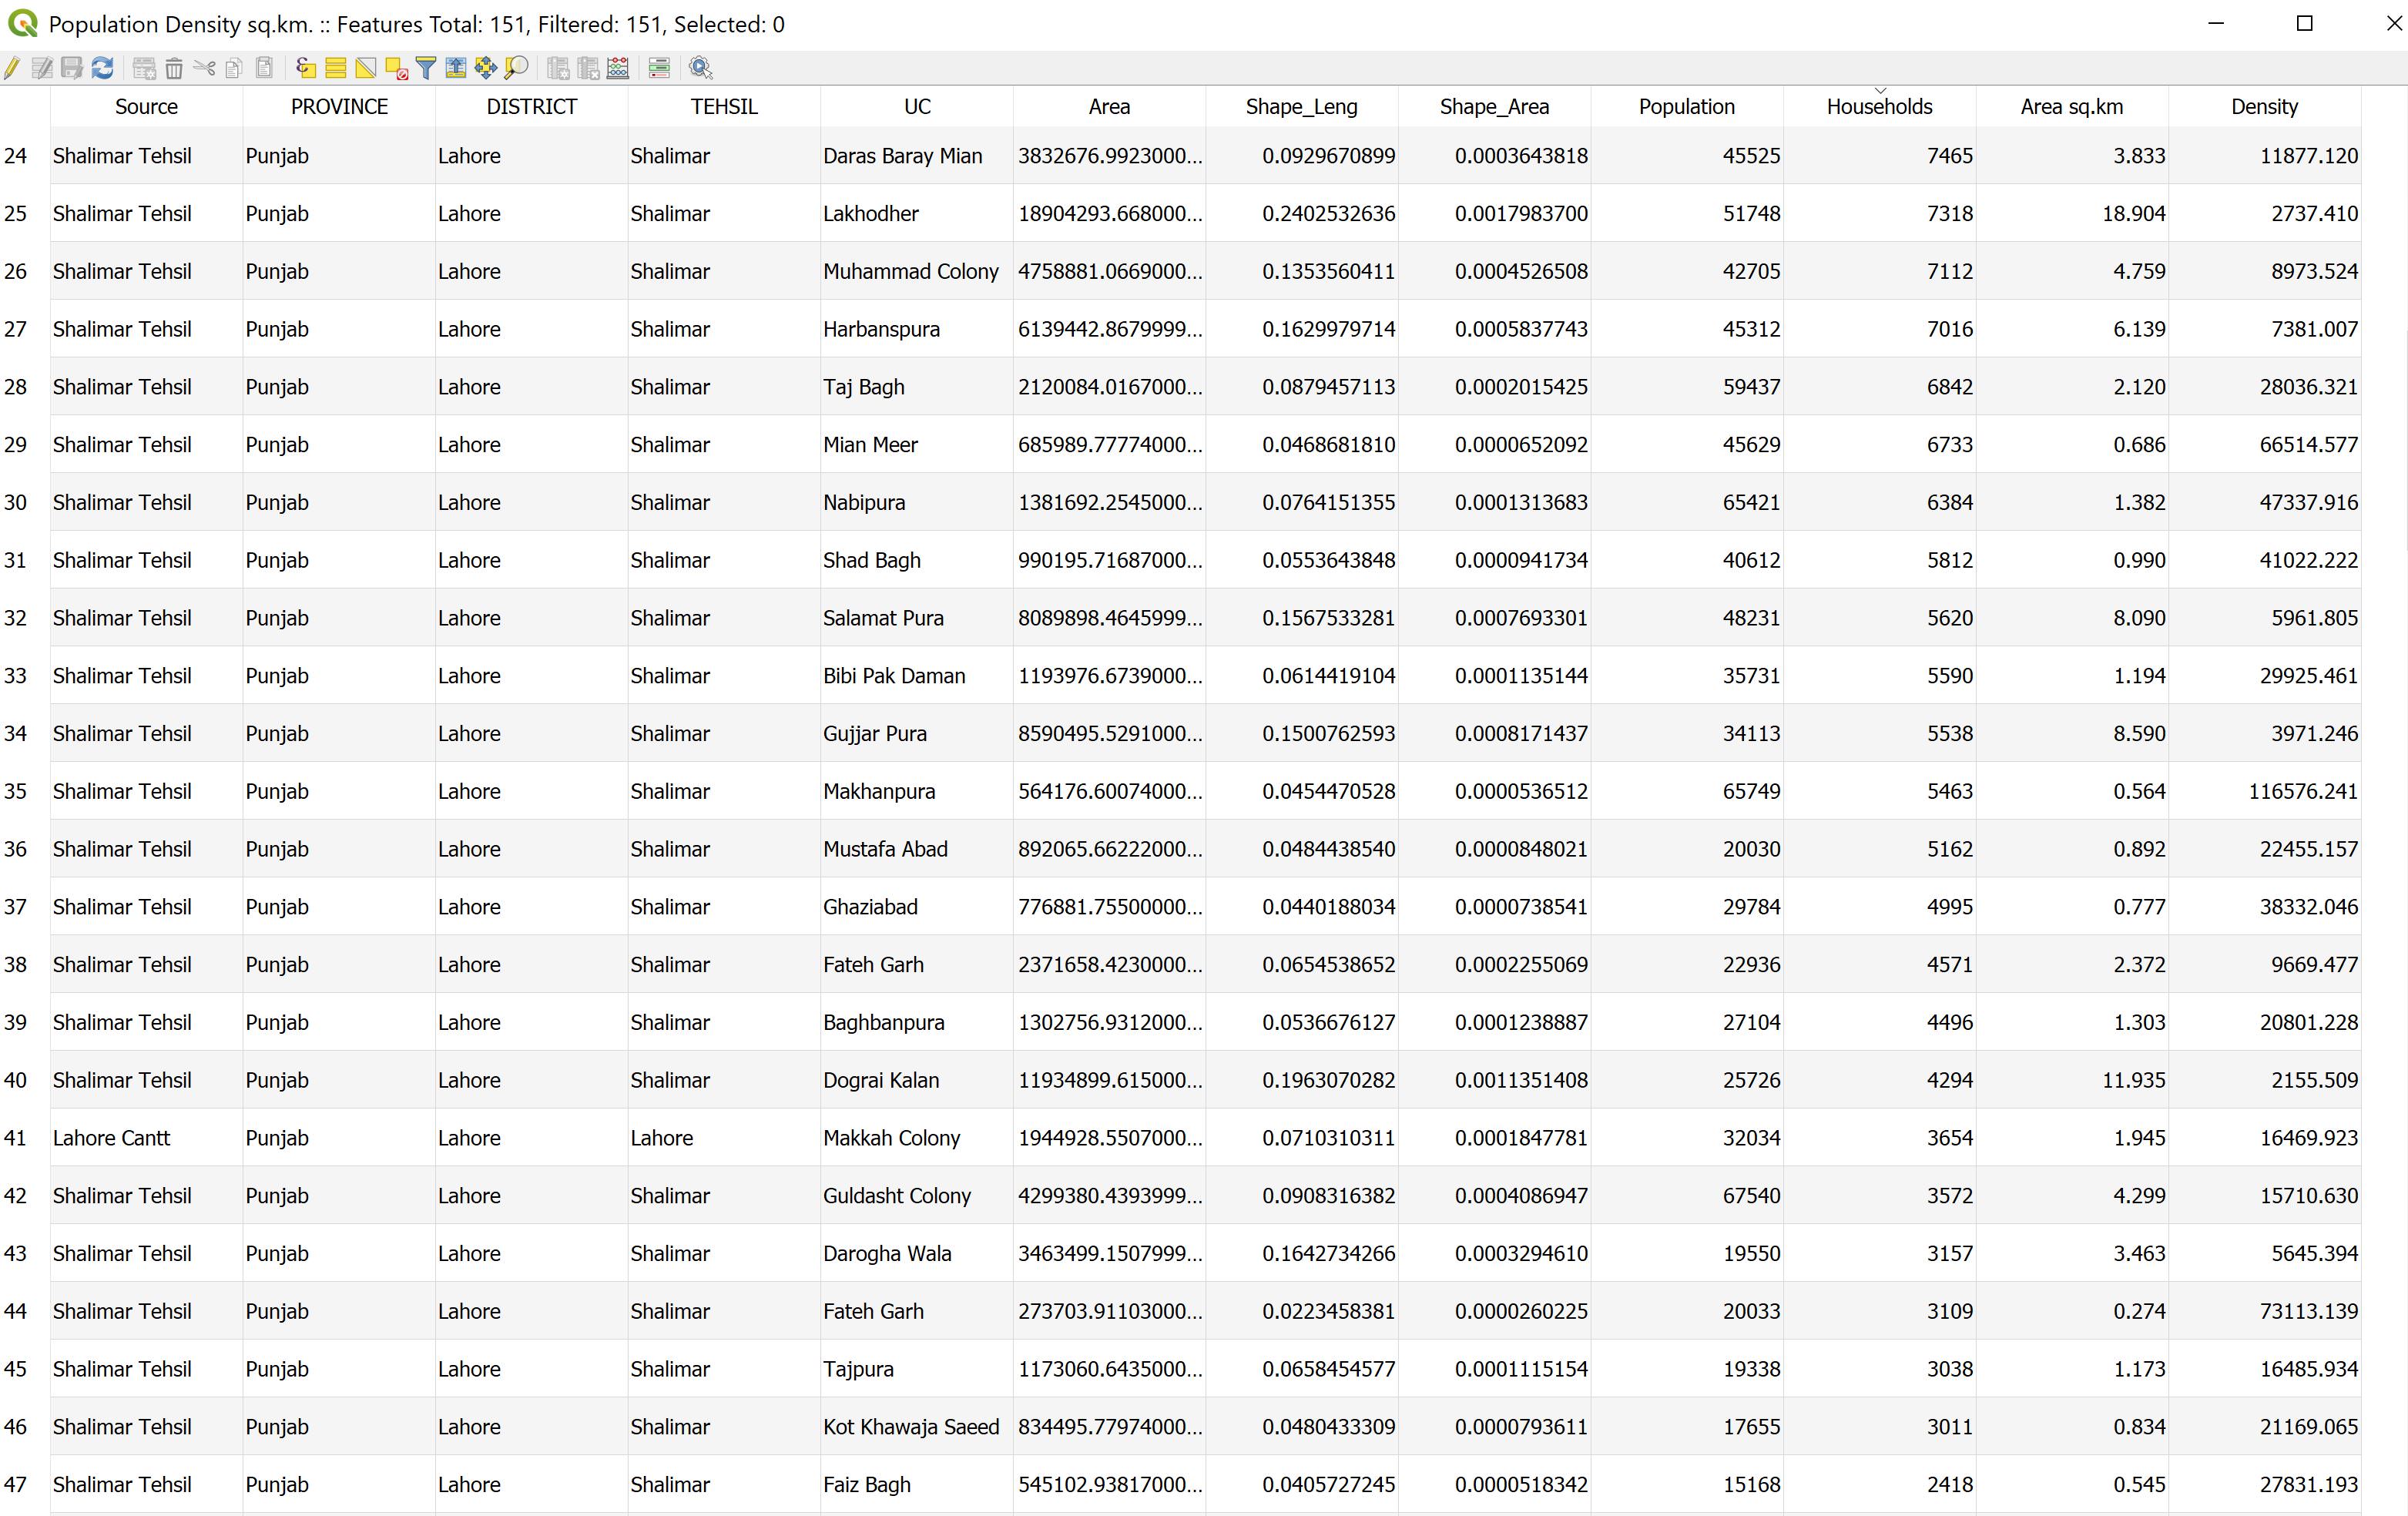 Population Density sq.km. :: Features Total: 151, Filtered: 151, Selected: 0
Source PROVINCE DISTRICT TEHSIL UC Area Shape_Leng Shape_Area Population Households Area sq.km Density
24 Shalimar Tehsil Punjab Lahore Shalimar Daras Baray Mian 3832676.9923000... 0.0929670899 0.0003643818 45525 7465 3.833 11877.120
25 Shalimar Tehsil Punjab Lahore Shalimar Lakhodher 18904293.668000... 0.2402532636 0.0017983700 51748 7318 18.904 2737.410
26 Shalimar Tehsil Punjab Lahore Shalimar Muhammad Colony 4758881.0669000... 0.1353560411 0.0004526508 42705 7112 4.759 8973.524
27 Shalimar Tehsil Punjab Lahore Shalimar Harbanspura 6139442.8679999... 0.1629979714 0.0005837743 45312 7016 6.139 7381.007
28 Shalimar Tehsil Punjab Lahore Shalimar Taj Bagh 2120084.0167000... 0.0879457113 0.0002015425 59437 6842 2.120 28036.321
29 Shalimar Tehsil Punjab Lahore Shalimar Mian Meer 685989.77774000... 0.0468681810 0.0000652092 45629 6733 0.686 66514.577
30 Shalimar Tehsil Punjab Lahore Shalimar Nabipura 1381692.2545000... 0.0764151355 0.0001313683 65421 6384 1.382 47337.916
31 Shalimar Tehsil Punjab Lahore Shalimar Shad Bagh 990195.71687000... 0.0553643848 0.0000941734 40612 5812 0.990 41022.222
32 Shalimar Tehsil Punjab Lahore Shalimar Salamat Pura 8089898.4645999... 0.1567533281 0.0007693301 48231 5620 8.090 5961.805
33 Shalimar Tehsil Punjab Lahore Shalimar Bibi Pak Daman 1193976.6739000... 0.0614419104 0.0001135144 35731 5590 1.194 29925.461
34 Shalimar Tehsil Punjab Lahore Shalimar Gujjar Pura 8590495.5291000... 0.1500762593 0.0008171437 34113 5538 8.590 3971.246
35 Shalimar Tehsil Punjab Lahore Shalimar Makhanpura 564176.60074000... 0.0454470528 0.0000536512 65749 5463 0.564 116576.241
36 Shalimar Tehsil Punjab Lahore Shalimar Mustafa Abad 892065.66222000... 0.0484438540 0.0000848021 20030 5162 0.892 22455.157
37 Shalimar Tehsil Punjab Lahore Shalimar Ghaziabad 776881.75500000... 0.0440188034 0.0000738541 29784 4995 0.777 38332.046
38 Shalimar Tehsil Punjab Lahore Shalimar Fateh Garh 2371658.4230000... 0.0654538652 0.0002255069 22936 4571 2.372 9669.477
39 Shalimar Tehsil Punjab Lahore Shalimar Baghbanpura 1302756.9312000... 0.0536676127 0.0001238887 27104 4496 1.303 20801.228
40 Shalimar Tehsil Punjab Lahore Shalimar Dograi Kalan 11934899.615000... 0.1963070282 0.0011351408 25726 4294 11.935 2155.509
41 Lahore Cantt Punjab Lahore Lahore Makkah Colony 1944928.5507000... 0.0710310311 0.0001847781 32034 3654 1.945 16469.923
42 Shalimar Tehsil Punjab Lahore Shalimar Guldasht Colony 4299380.4393999... 0.0908316382 0.0004086947 67540 3572 4.299 15710.630
43 Shalimar Tehsil Punjab Lahore Shalimar Darogha Wala 3463499.1507999... 0.1642734266 0.0003294610 19550 3157 3.463 5645.394
44 Shalimar Tehsil Punjab Lahore Shalimar Fateh Garh 273703.91103000... 0.0223458381 0.0000260225 20033 3109 0.274 73113.139
45 Shalimar Tehsil Punjab Lahore Shalimar Tajpura 1173060.6435000... 0.0658454577 0.0001115154 19338 3038 1.173 16485.934
46 Shalimar Tehsil Punjab Lahore Shalimar Kot Khawaja Saeed 834495.77974000... 0.0480433309 0.0000793611 17655 3011 0.834 21169.065
47 Shalimar Tehsil Punjab Lahore Shalimar Faiz Bagh 545102.93817000... 0.0405727245 0.0000518342 15168 2418 0.545 27831.193